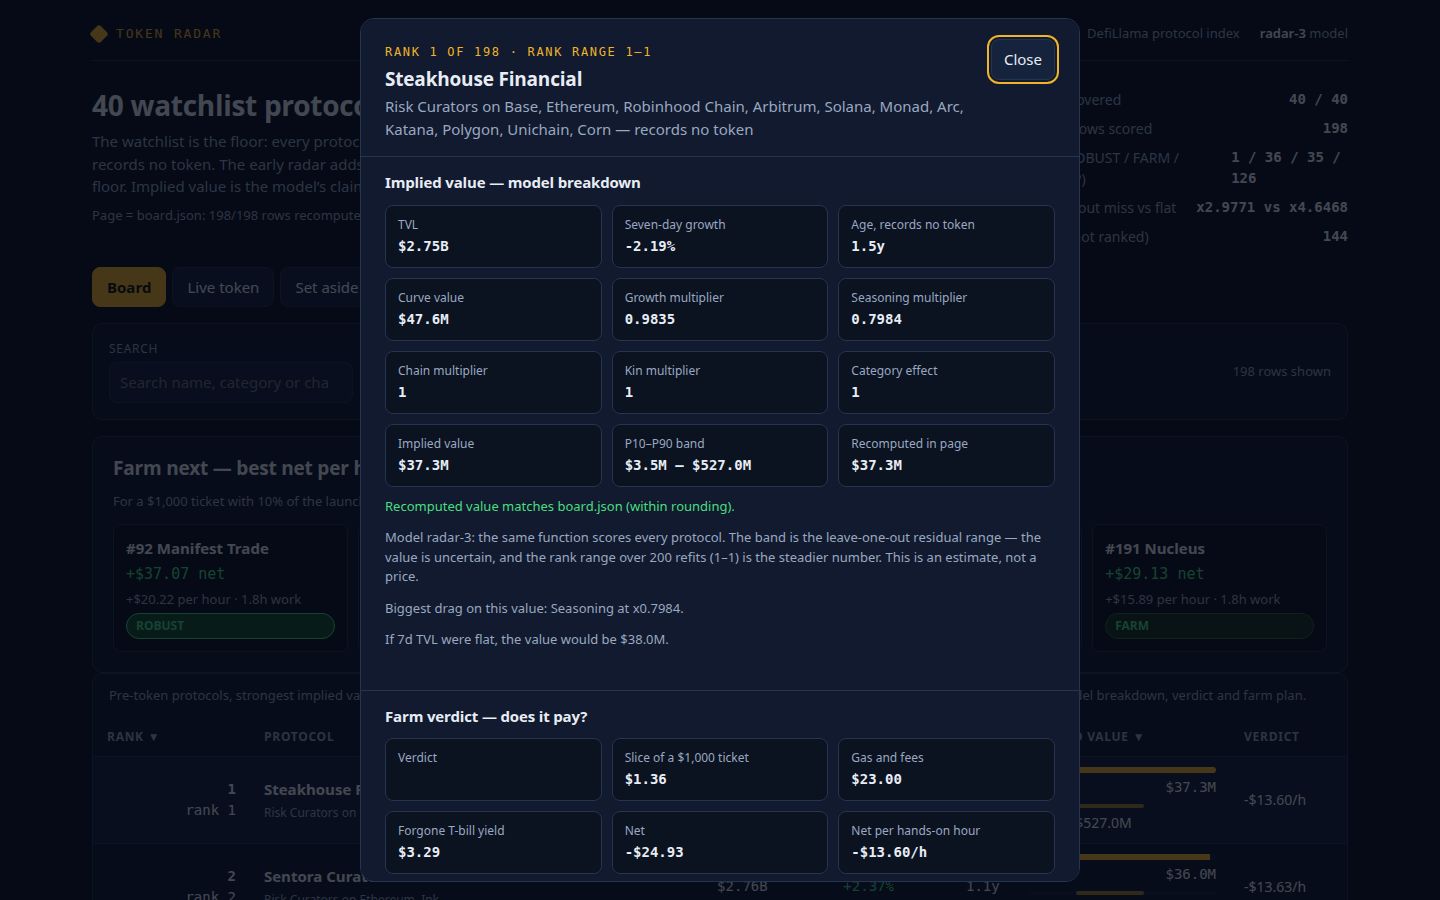 TOKEN RADAR
DefiLlama protocol index radar-3 model
RANK 1 OF 198 · RANK RANGE 1–1
Steakhouse Financial
Risk Curators on Base, Ethereum, Robinhood Chain, Arbitrum, Solana, Monad, Arc,
Katana, Polygon, Unichain, Corn — records no token
Close
40 watchlist protoco
The watchlist is the floor: every protoc
records no token. The early radar adds
floor. Implied value is the model's clain
Page = board.json: 198/198 rows recompute
overed 40 / 40
ows scored 198
OBUST / FARM / 1 / 36 / 35 /
126
out miss vs flat x2.9771 vs x4.6468
ot ranked) 144
Board
Live token
Set aside
SEARCH
Search name, category or cha
198 rows shown
Implied value — model breakdown
TVL
$2.75B
Seven-day growth
-2.19%
Age, records no token
1.5y
Curve value
$47.6M
Growth multiplier
0.9835
Seasoning multiplier
0.7984
Chain multiplier
1
Kin multiplier
1
Category effect
1
Implied value
$37.3M
P10–P90 band
$3.5M — $527.0M
Recomputed in page
$37.3M
Recomputed value matches board.json (within rounding).
Model radar-3: the same function scores every protocol. The band is the leave-one-out residual range — the
value is uncertain, and the rank range over 200 refits (1–1) is the steadier number. This is an estimate, not a
price.
Biggest drag on this value: Seasoning at x0.7984.
If 7d TVL were flat, the value would be $38.0M.
Farm next — best net per h
For a $1,000 ticket with 10% of the launc
#92 Manifest Trade
+$37.07 net
+$20.22 per hour · 1.8h work
ROBUST
#191 Nucleus
+$29.13 net
+$15.89 per hour · 1.8h work
FARM
Farm verdict — does it pay?
Verdict
Slice of a $1,000 ticket
$1.36
Gas and fees
$23.00
Forgone T-bill yield
$3.29
Net
-$24.93
Net per hands-on hour
-$13.60/h
Pre-token protocols, strongest implied va
el breakdown, verdict and farm plan.
RANK ▼ PROTOCOL
VALUE ▼ VERDICT
1
rank 1
Steakhouse F
Risk Curators on
$37.3M
$527.0M
-$13.60/h
2
rank 2
Sentora Curat
Risk Curators on Ethereum, Ink
$2.76B +2.37% 1.1y
$36.0M
-$13.63/h